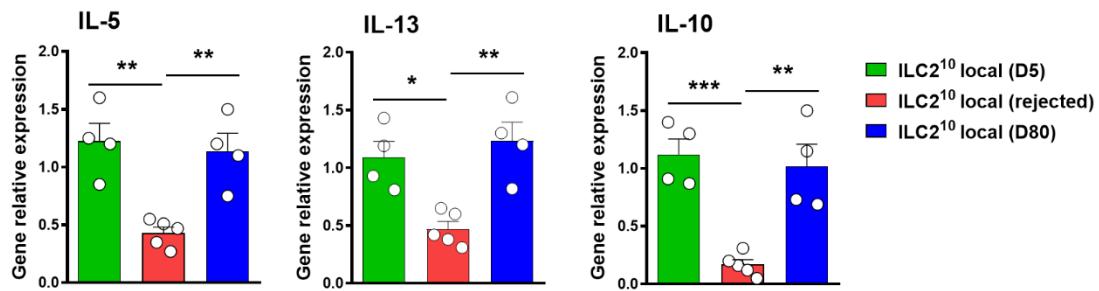 IL-5
Gene relative expression
2.0
1.5
1.0
0.5
0.0
**
**
IL-13
Gene relative expression
2.0
1.5
1.0
0.5
0.0
*
**
IL-10
Gene relative expression
2.0
1.5
1.0
0.5
0.0
***
**
ILC2¹⁰ local (D5)
ILC2¹⁰ local (rejected)
ILC2¹⁰ local (D80)